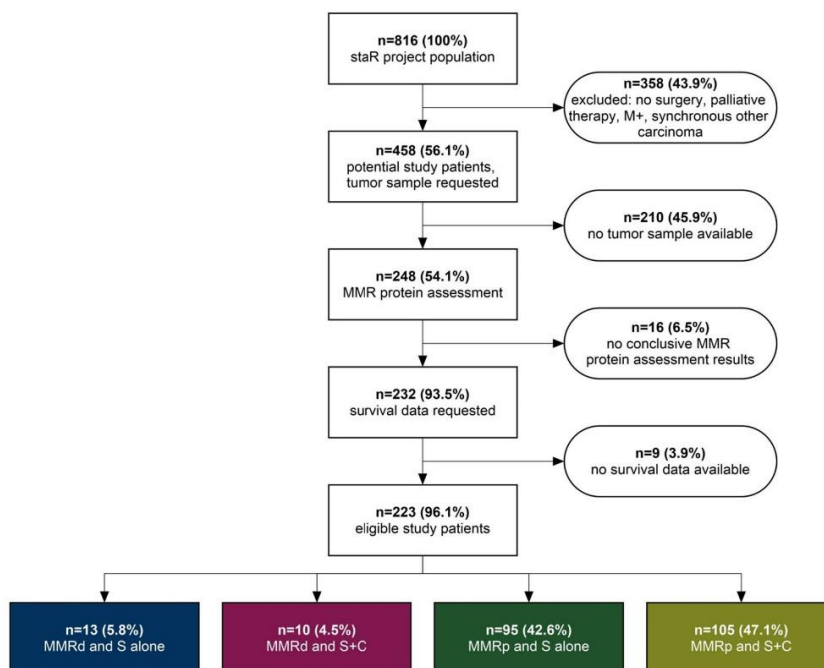 n=816 (100%)
staR project population
n=358 (43.9%)
excluded: no surgery, palliative
therapy, M+, synchronous other
carcinoma
n=458 (56.1%)
potential study patients,
tumor sample requested
n=210 (45.9%)
no tumor sample available
n=248 (54.1%)
MMR protein assessment
n=16 (6.5%)
no conclusive MMR
protein assessment results
n=232 (93.5%)
survival data requested
n=9 (3.9%)
no survival data available
n=223 (96.1%)
eligible study patients
n=13 (5.8%)
MMRd and S alone
n=10 (4.5%)
MMRd and S+C
n=95 (42.6%)
MMRp and S alone
n=105 (47.1%)
MMRp and S+C